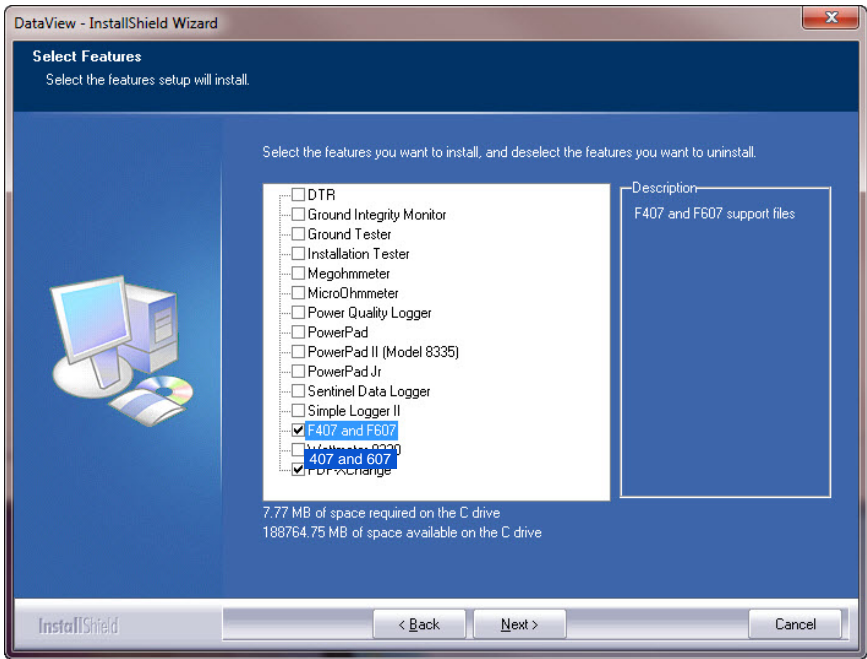 DataView - InstallShield Wizard
Select Features
Select the features setup will install.
Select the features you want to install, and deselect the features you want to uninstall.
DTR
Ground Integrity Monitor
Ground Tester
Installation Tester
Megohmmeter
MicroOhmmeter
Power Quality Logger
PowerPad
PowerPad II (Model 8335)
PowerPad Jr
Sentinel Data Logger
Simple Logger II
F407 and F607
407 and 607
PDF-XChange
Description
F407 and F607 support files
7.77 MB of space required on the C drive
188764.75 MB of space available on the C drive
InstallShield
< Back
Next >
Cancel